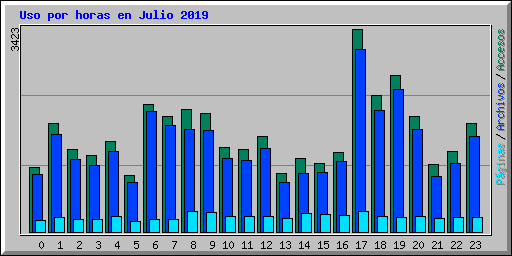 Uso por horas en Julio 2019
3423
Páginas / Archivos / Accesos
0 1 2 3 4 5 6 7 8 9 10 11 12 13 14 15 16 17 18 19 20 21 22 23